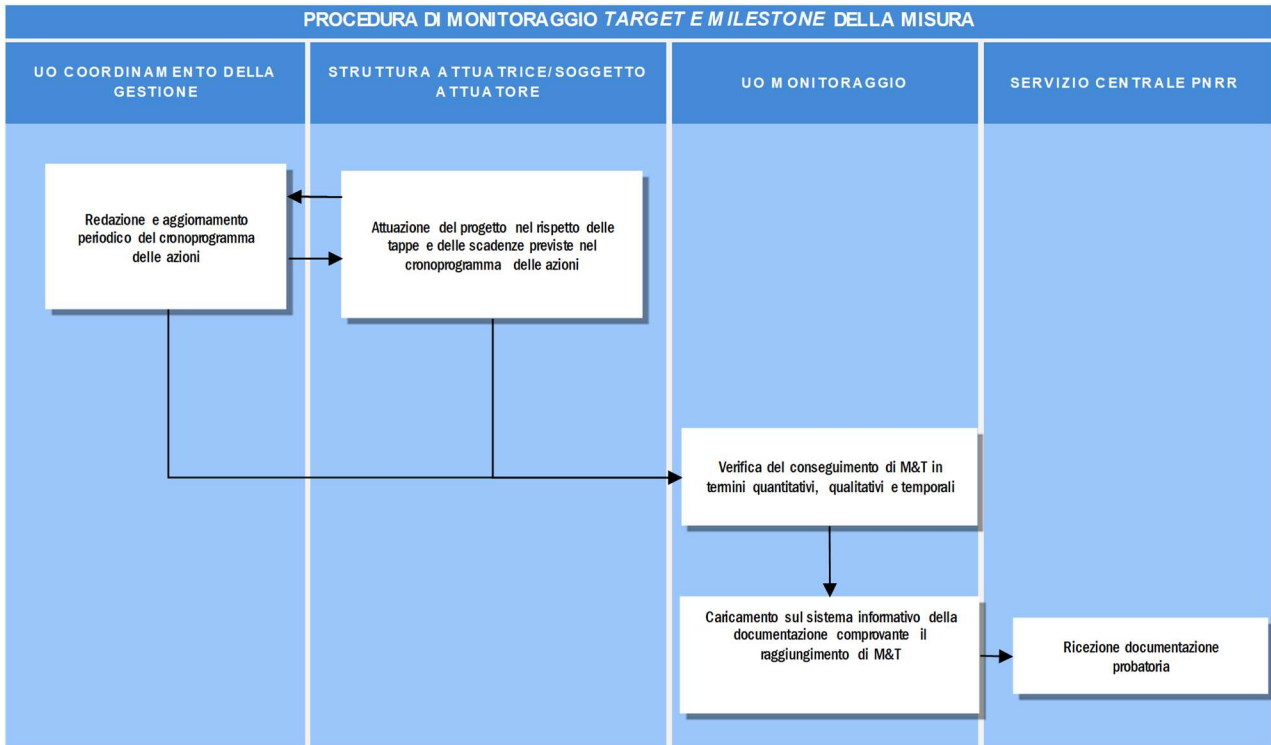 PROCEDURA DI MONITORAGGIO TARGET E MILESTONE DELLA MISURA
UO COORDINAMENTO DELLA
GESTIONE
STRUTTURA ATTUATRICE/SOGGETTO
ATTUATORE
UO MONITORAGGIO
SERVIZIO CENTRALE PNRR
Redazione e aggiornamento
periodico del cronoprogramma
delle azioni
Attuazione del progetto nel rispetto delle
tappe e delle scadenze previste nel
cronoprogramma delle azioni
Verifica del conseguimento di M&T in
termini quantitativi, qualitativi e temporali
Caricamento sul sistema informativo della
documentazione comprovante il
raggiungimento di M&T
Ricezione documentazione
probatoria